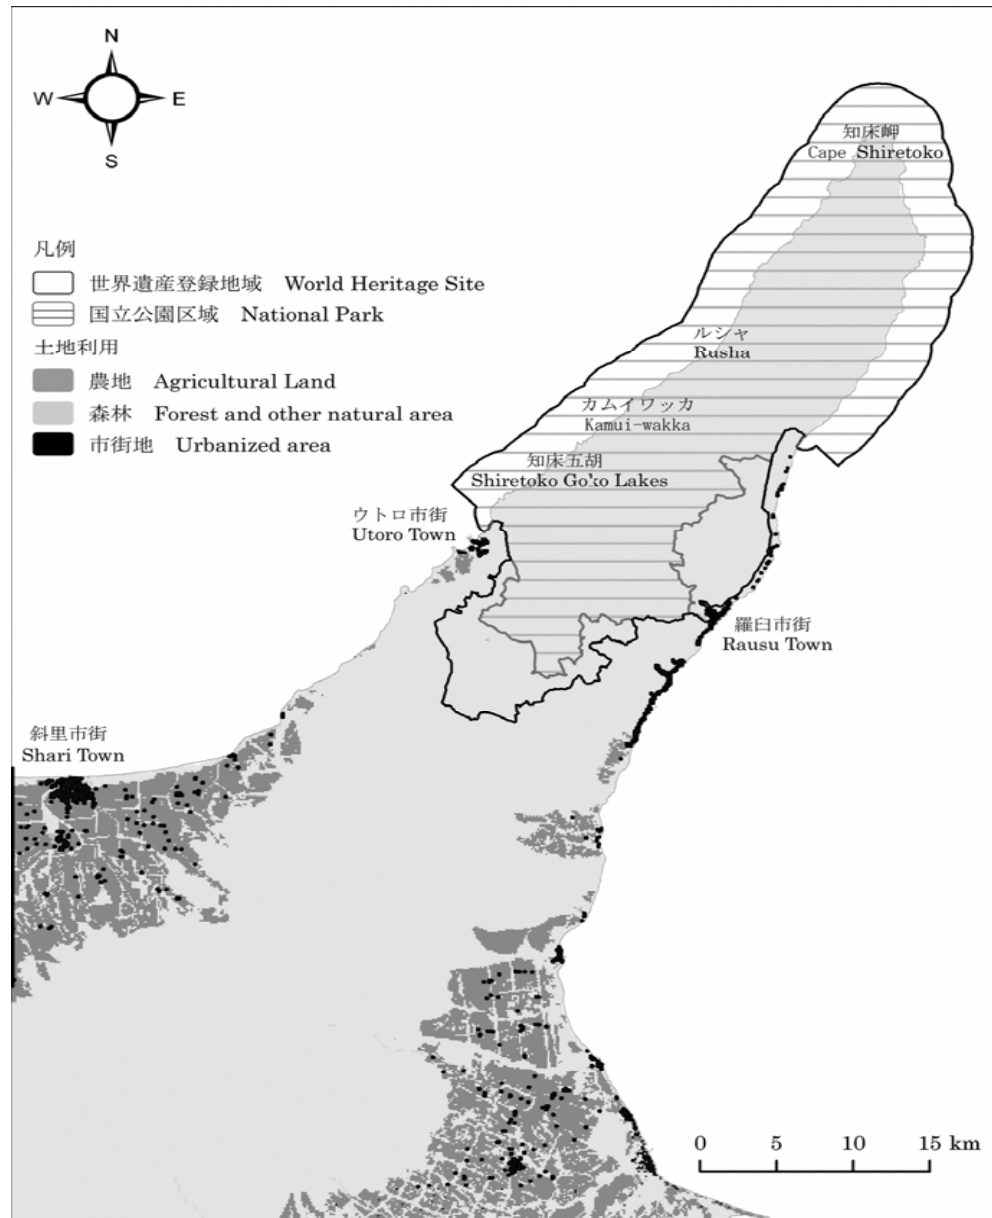 N
W E
S
知床岬
Cape Shiretoko
凡例
世界遺産登録地域 World Heritage Site
国立公園区域 National Park
土地利用
農地 Agricultural Land
森林 Forest and other natural area
市街地 Urbanized area
ルシャ
Rusha
カムイワッカ
Kamui-wakka
知床五胡
Shiretoko Go'ko Lakes
ウトロ市街
Utoro Town
羅臼市街
Rausu Town
斜里市街
Shari Town
0 5 10 15 km